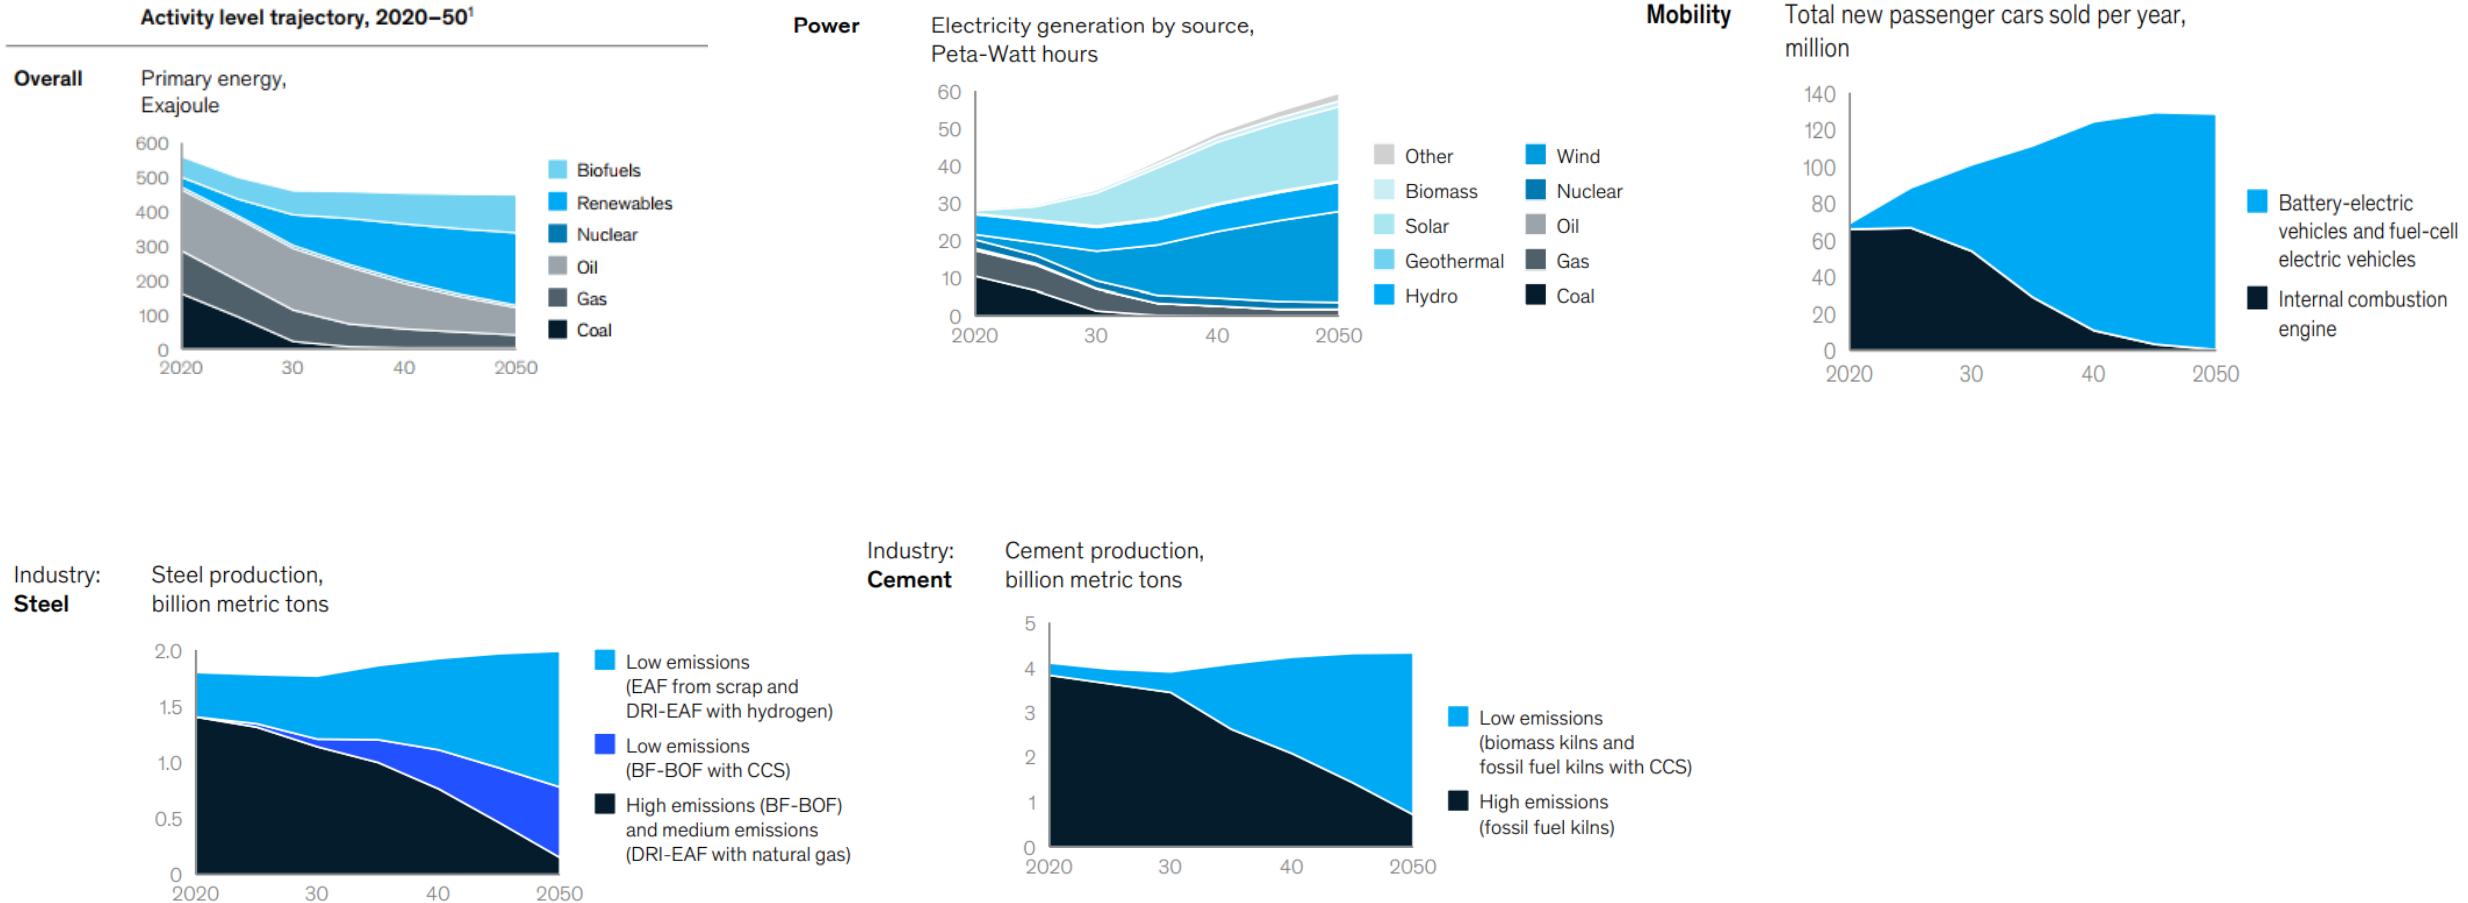 Activity level trajectory, 2020–50¹
Overall
Primary energy,
Exajoule
600
500
400
300
200
100
0
2020
30
40
2050
Biofuels
Renewables
Nuclear
Oil
Gas
Coal
Power
Electricity generation by source,
Peta-Watt hours
60
50
40
30
20
10
0
2020
30
40
2050
Other
Biomass
Solar
Geothermal
Hydro
Wind
Nuclear
Oil
Gas
Coal
Mobility
Total new passenger cars sold per year,
million
140
120
100
80
60
40
20
0
2020
30
40
2050
Battery-electric
vehicles and fuel-cell
electric vehicles
Internal combustion
engine
Industry:
Steel
Steel production,
billion metric tons
2.0
1.5
1.0
0.5
0
2020
30
40
2050
Low emissions
(EAF from scrap and
DRI-EAF with hydrogen)
Low emissions
(BF-BOF with CCS)
High emissions (BF-BOF)
and medium emissions
(DRI-EAF with natural gas)
Industry:
Cement
Cement production,
billion metric tons
5
4
3
2
1
0
2020
30
40
2050
Low emissions
(biomass kilns and
fossil fuel kilns with CCS)
High emissions
(fossil fuel kilns)